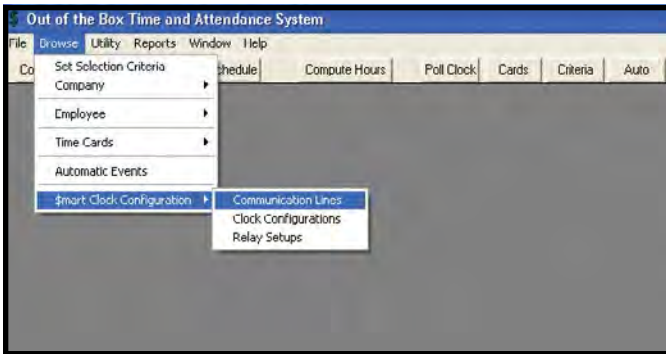 Out of the Box Time and Attendance System
File Browse Utility Reports Window Help
Co chedule Compute Hours Poll Clock Cards Criteria Auto
Set Selection Criteria
Company
Employee
Time Cards
Automatic Events
$mart Clock Configuration
Communication Lines
Clock Configurations
Relay Setups